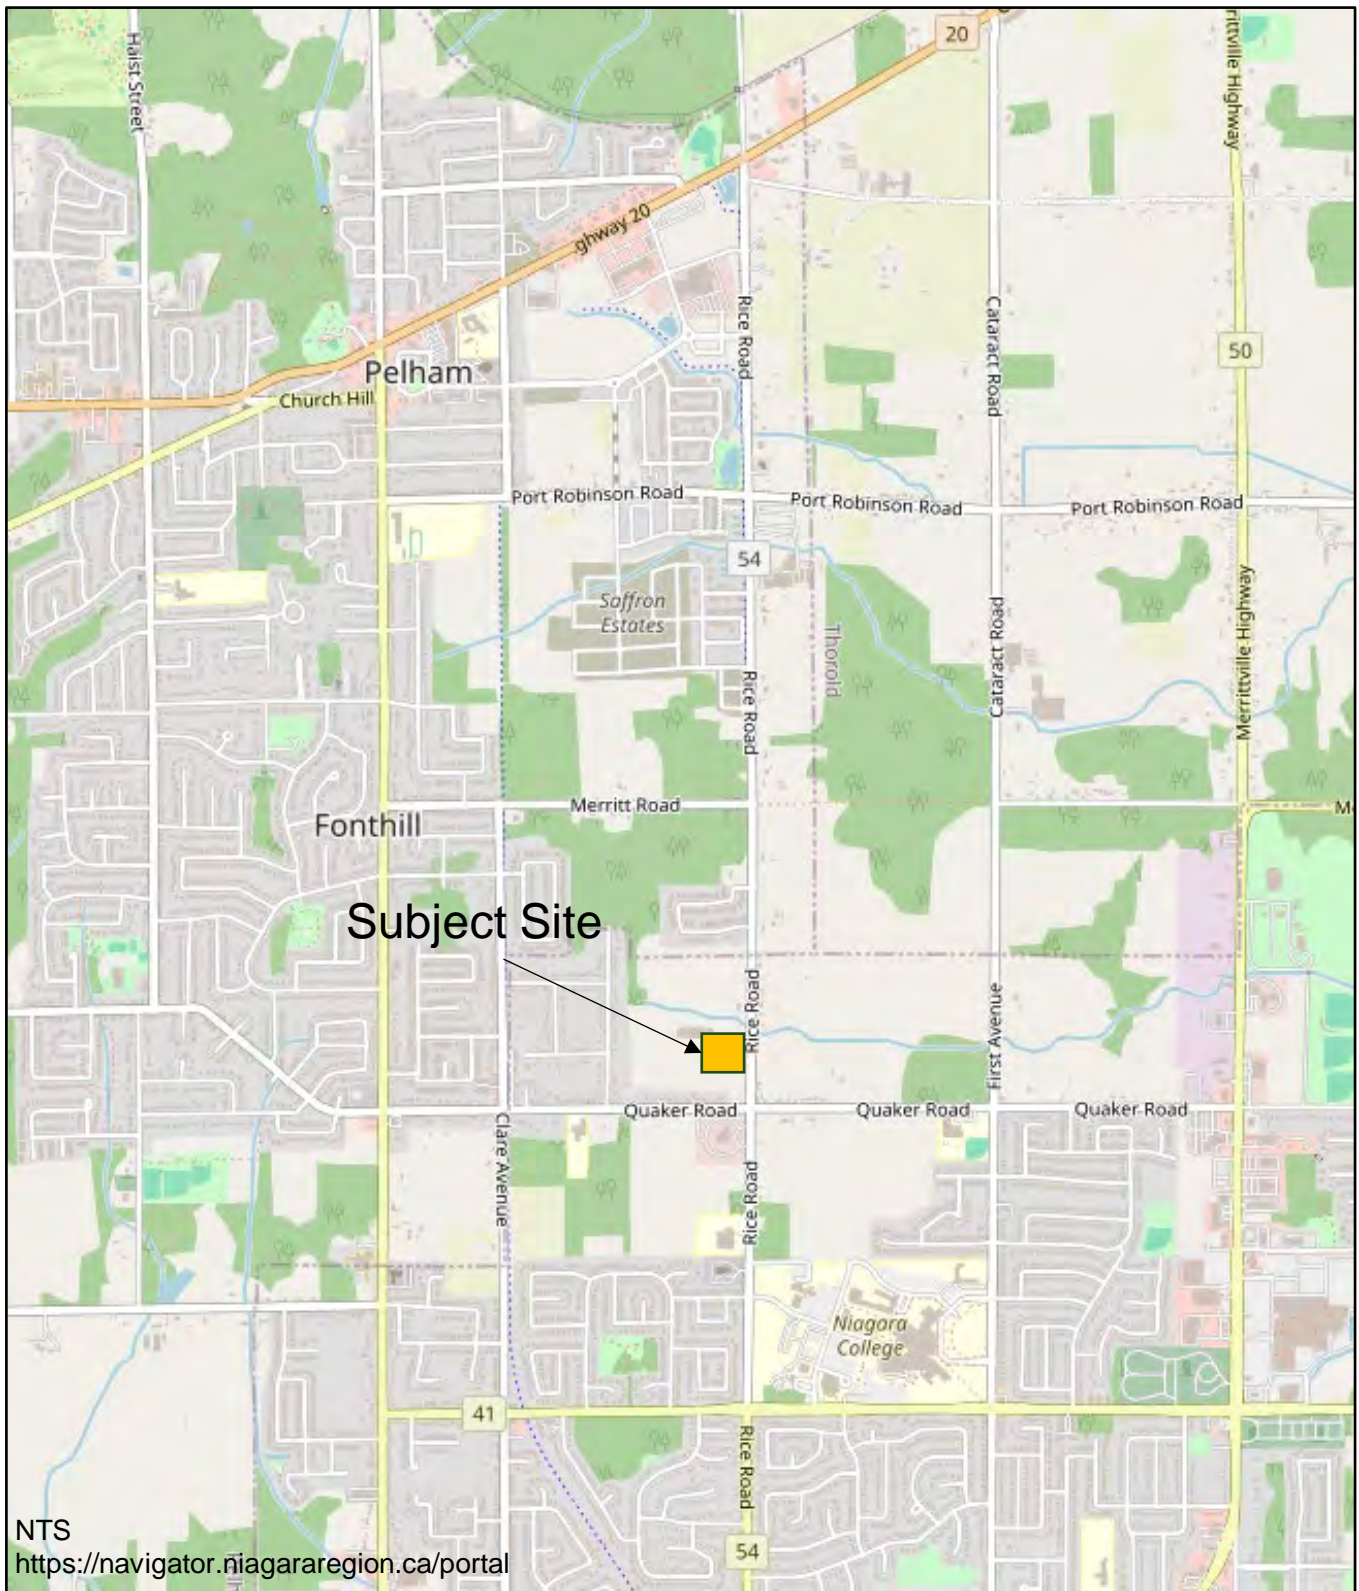 20
Haist Street
rittville Highway
ghway 20
Rice Road
Cataract Road
50
Pelham
Church Hill
Port Robinson Road
Port Robinson Road
Port Robinson Road
54
Saffron
Estates
Thorold
Cataract Road
Merrittville Highway
Rice Road
Merritt Road
Fonthill
Subject Site
Rice Road
First Avenue
Quaker Road
Quaker Road
Quaker Road
Clare Avenue
Rice Road
Niagara
College
41
Rice Road
54
NTS
https://navigator.niagararegion.ca/portal